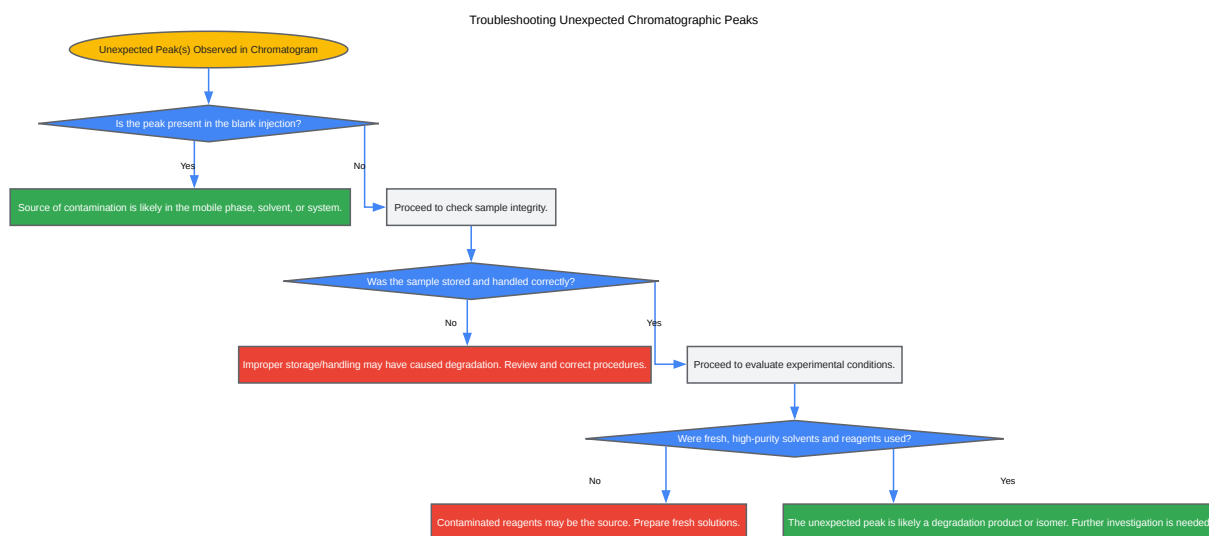 Troubleshooting Unexpected Chromatographic Peaks
Unexpected Peak(s) Observed in Chromatogram
Is the peak present in the blank injection?
Yes
No
Source of contamination is likely in the mobile phase, solvent, or system.
Proceed to check sample integrity.
Was the sample stored and handled correctly?
No
Yes
Improper storage/handling may have caused degradation. Review and correct procedures.
Proceed to evaluate experimental conditions.
Were fresh, high-purity solvents and reagents used?
No
Yes
Contaminated reagents may be the source. Prepare fresh solutions.
The unexpected peak is likely a degradation product or isomer. Further investigation is needed